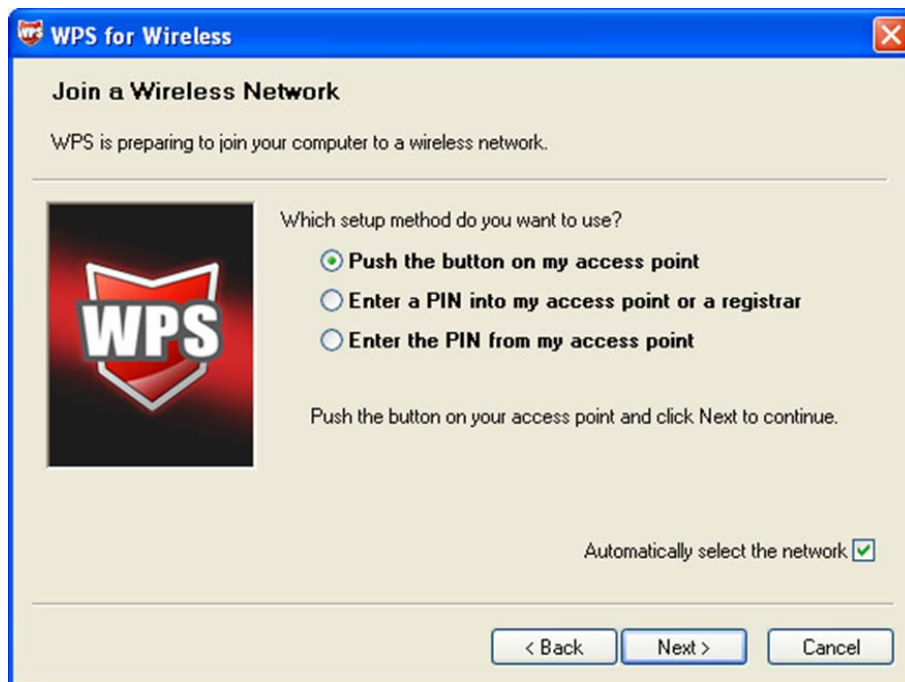 WPS WPS for Wireless
Join a Wireless Network
WPS is preparing to join your computer to a wireless network.
WPS
Which setup method do you want to use?
Push the button on my access point
Enter a PIN into my access point or a registrar
Enter the PIN from my access point
Push the button on your access point and click Next to continue.
Automatically select the network
< Back Next > Cancel